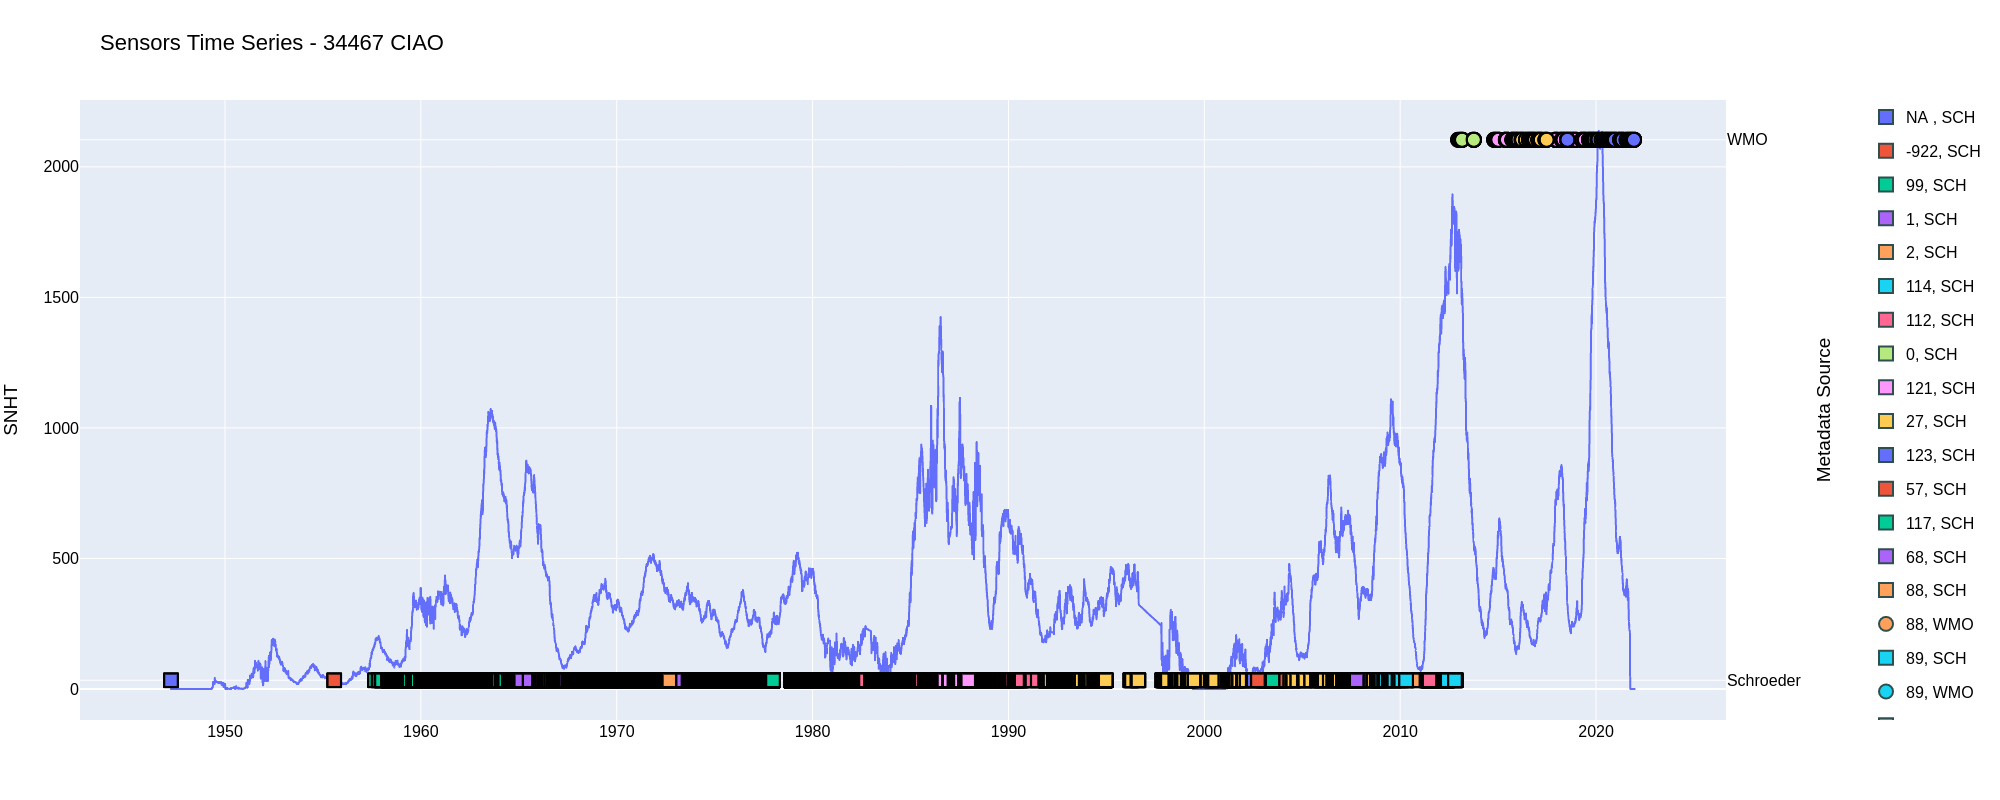 Sensors Time Series - 34467 CIAO
SNHT
2000
1500
1000
500
0
1950
1960
1970
1980
1990
2000
2010
2020
WMO
Schroeder
Metadata Source
NA , SCH
-922, SCH
99, SCH
1, SCH
2, SCH
114, SCH
112, SCH
0, SCH
121, SCH
27, SCH
123, SCH
57, SCH
117, SCH
68, SCH
88, SCH
88, WMO
89, SCH
89, WMO